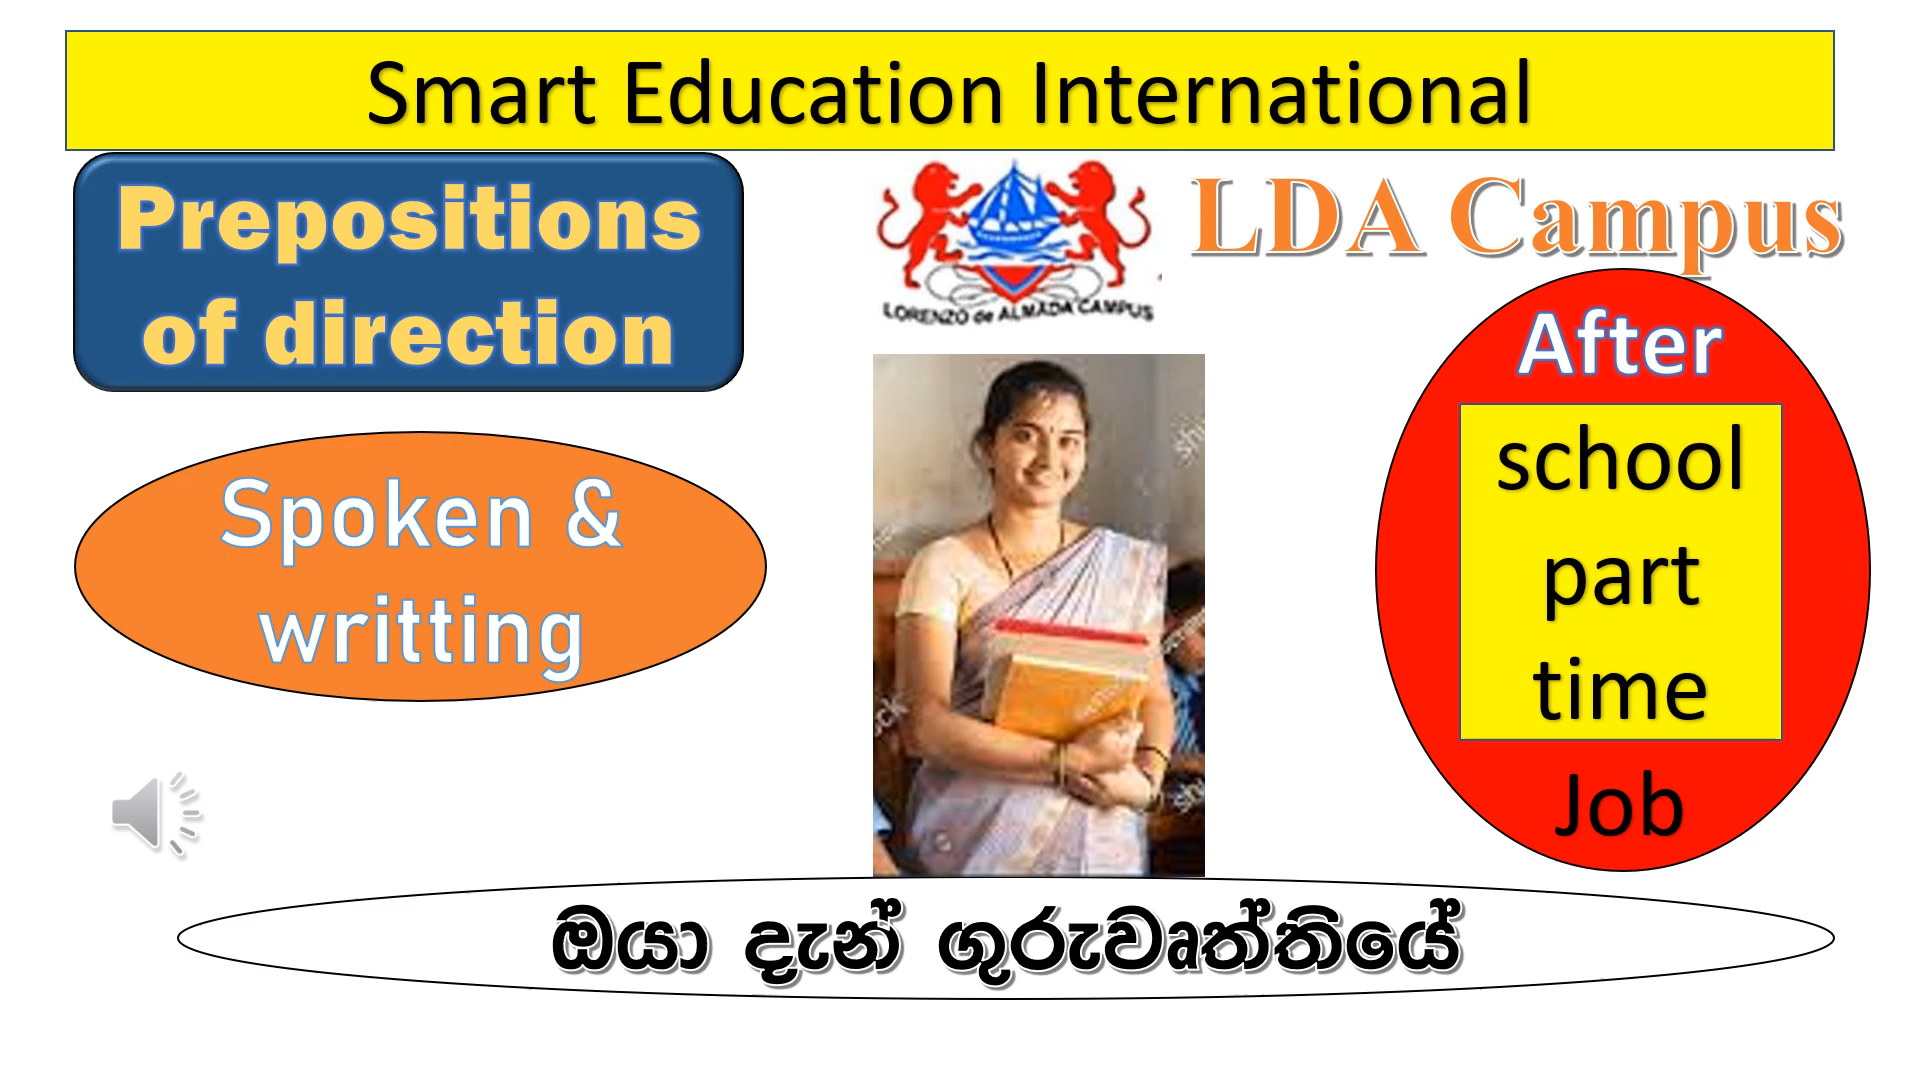 Smart Education International
Prepositions
of direction
LORENZO de ALMADA CAMPUS
LDA Campus
After
school
part
time
Job
Spoken &
writting
ඔයා දැන් ගුරුවෘත්තියේ